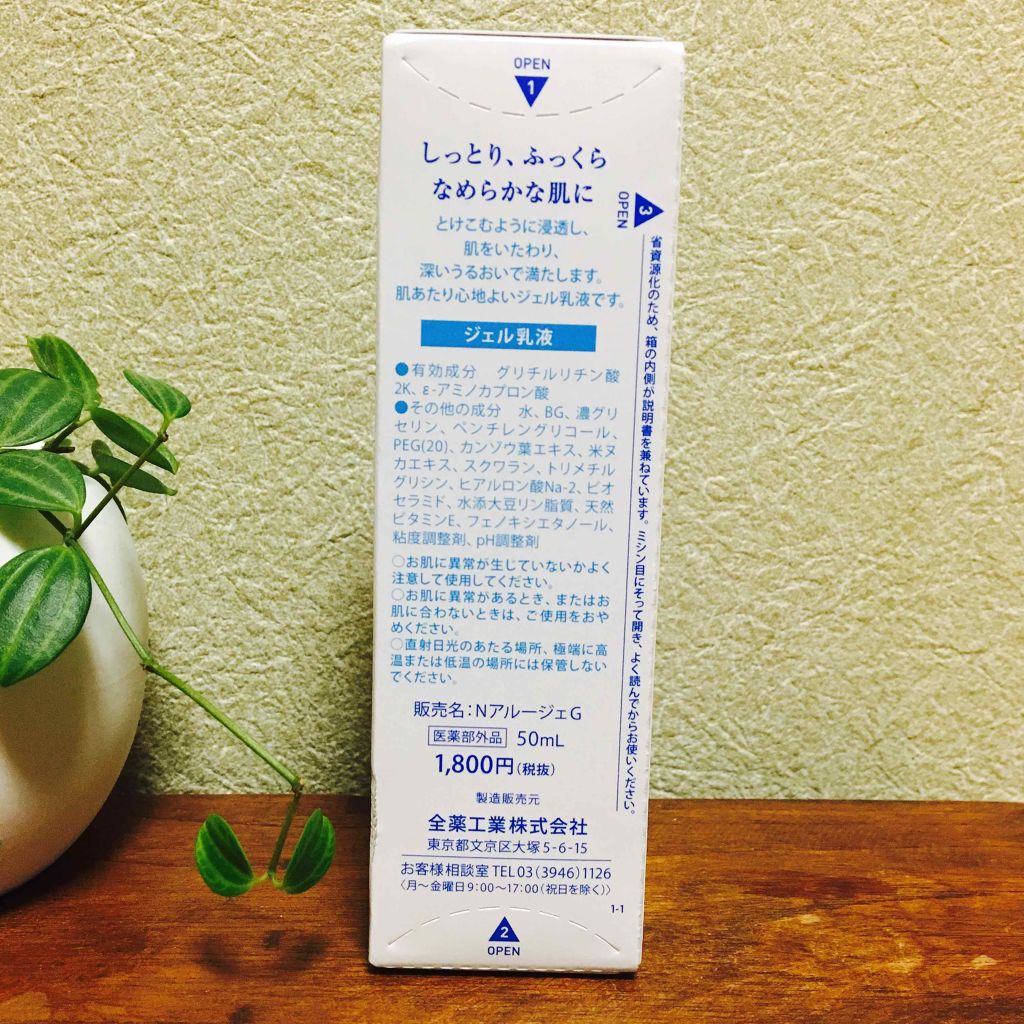 OPEN
1
しっとり、ふっくら
なめらかな肌に
とけこむように浸透し、
肌をいたわり、
深いうるおいで満たします。
肌あたり心地よいジェル乳液です。
ジェル乳液
●有効成分 グリチルリチン酸
2K、ε-アミノカプロン酸
●その他の成分 水、BG、濃グリ
セリン、ペンチレングリコール、
PEG(20)、カンゾウ葉エキス、米ヌ
カエキス、スクワラン、トリメチル
グリシン、ヒアルロン酸Na-2、ビオ
セラミド、水添大豆リン脂質、天然
ビタミンE、フェノキシエタノール、
粘度調整剤、pH調整剤
○お肌に異常が生じていないかよく
注意して使用してください。
○お肌に異常があるとき、またはお
肌に合わないときは、ご使用をおや
めください。
○直射日光のあたる場所、極端に高
温または低温の場所には保管しない
でください。
販売名：NアルージェG
医薬部外品 50mL
1,800円(税抜)
製造販売元
全薬工業株式会社
東京都文京区大塚5-6-15
お客様相談室 TEL03(3946)1126
〈月〜金曜日9:00〜17:00(祝日を除く)〉
1-1
2
OPEN
3
OPEN
省資源化のため、箱の内側が説明書を兼ねています。ミシン目にそって開き、よく読んでからお使いください。